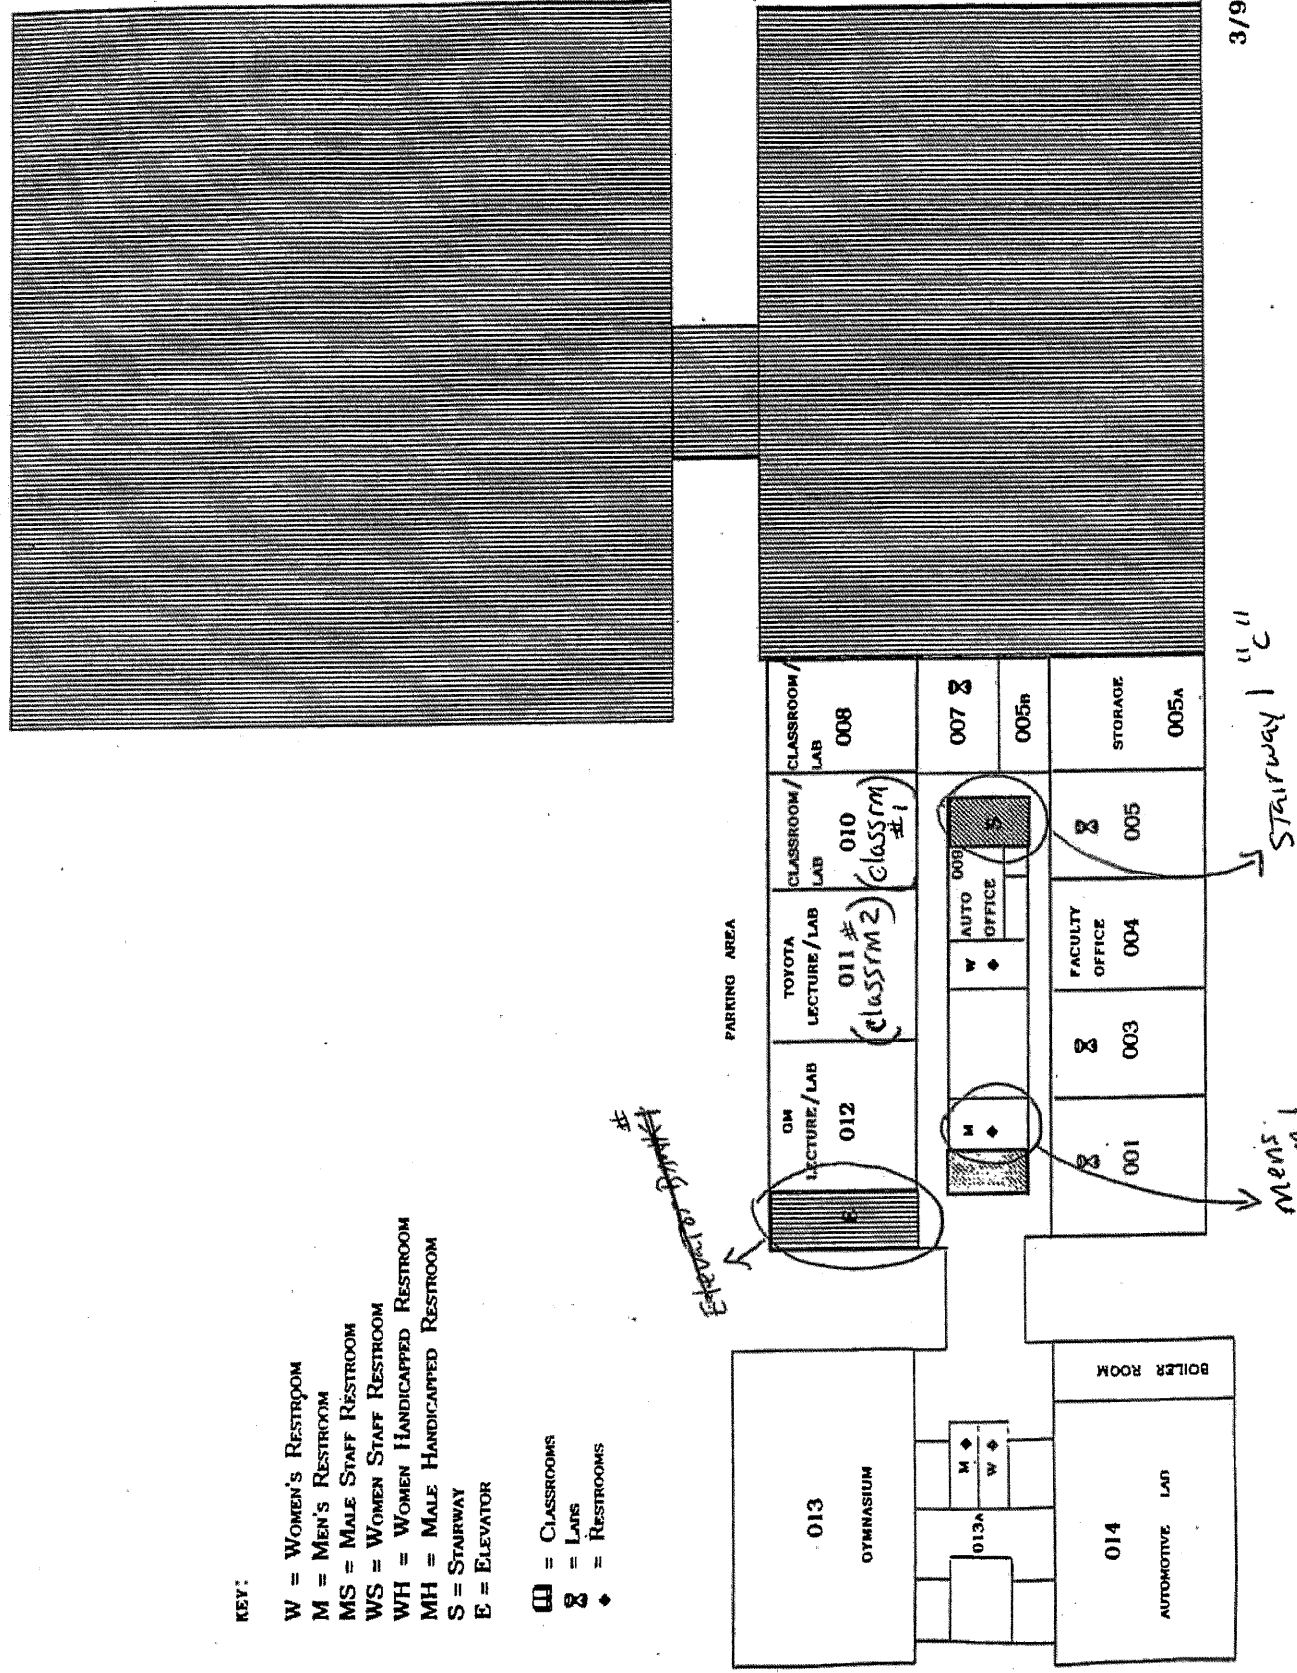 KEY:
W = WOMEN'S RESTROOM
M = MEN'S RESTROOM
MS = MALE STAFF RESTROOM
WS = WOMEN STAFF RESTROOM
WH = WOMEN HANDICAPPED RESTROOM
MH = MALE HANDICAPPED RESTROOM
S = STAIRWAY
E = ELEVATOR
= CLASSROOMS
= LABS
= RESTROOMS
PARKING AREA
Elevator
#
E
GM
LECTURE/LAB
012
TOYOTA
LECTURE/LAB
011 #
(classrm 2)
CLASSROOM/
LAB
010
(classrm
#1)
CLASSROOM/
LAB
008
M
W
AUTO
OFFICE
009
S
007
005B
001
003
FACULTY
OFFICE
004
005
STORAGE
005A
mens
Stairway 1 "C"
013
GYMNASIUM
013A
M
W
014
AUTOMOTIVE LAB
BOILER ROOM
3/9